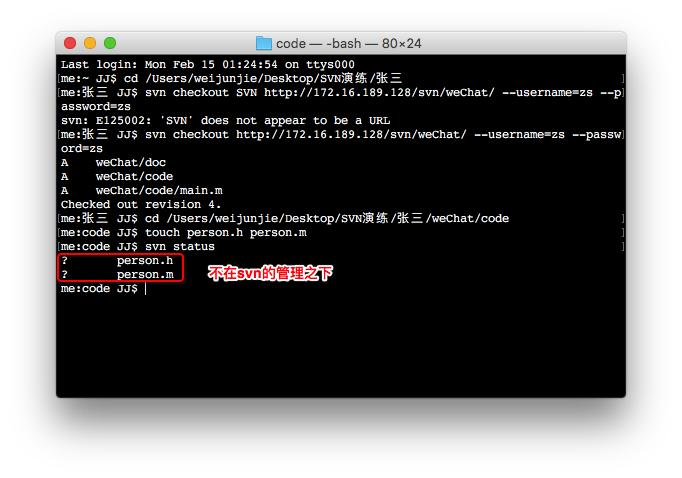 code — -bash — 80×24
Last login: Mon Feb 15 01:24:54 on ttys000
[me:~ JJ$ cd /Users/weijunjie/Desktop/SVN演练/张三]
[me:张三 JJ$ svn checkout SVN http://172.16.189.128/svn/weChat/ --username=zs --p]
assword=zs
svn: E125002: 'SVN' does not appear to be a URL
[me:张三 JJ$ svn checkout http://172.16.189.128/svn/weChat/ --username=zs --passw]
ord=zs
A    weChat/doc
A    weChat/code
A    weChat/code/main.m
Checked out revision 4.
[me:张三 JJ$ cd /Users/weijunjie/Desktop/SVN演练/张三/weChat/code]
[me:code JJ$ touch person.h person.m]
[me:code JJ$ svn status]
?       person.h
?       person.m 不在svn的管理之下
me:code JJ$